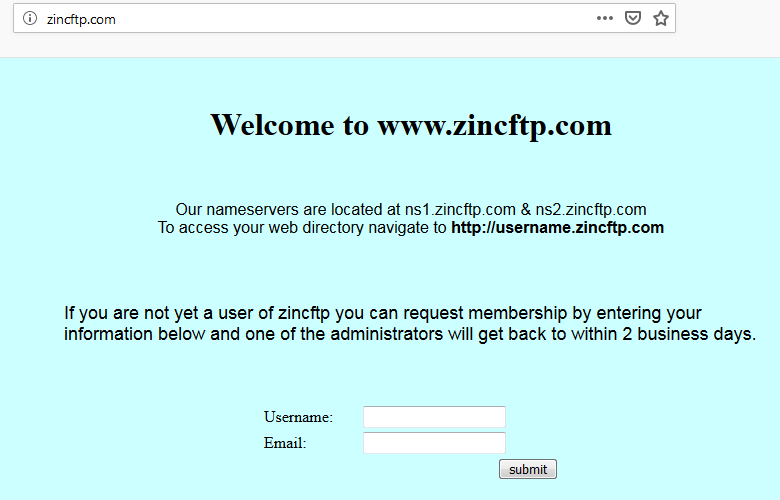 zincftp.com
Welcome to www.zincftp.com
Our nameservers are located at ns1.zincftp.com & ns2.zincftp.com
To access your web directory navigate to http://username.zincftp.com
If you are not yet a user of zincftp you can request membership by entering your
information below and one of the administrators will get back to within 2 business days.
Username:
Email:
submit